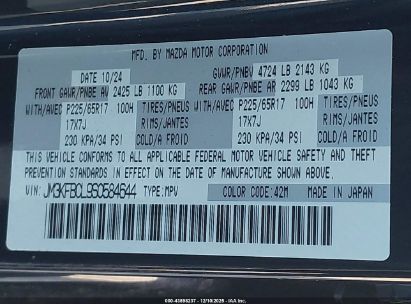 MFD. BY MAZDA MOTOR CORPORATION
DATE 10/24 GVWR/PNBV 4724 LB 2143 KG
FRONT GAWR/PNBE AV 2425 LB 1100 KG REAR GAWR/PNBE AR 2299 LB 1043 KG
WITH/AVEC P225/65R17 100H TIRES/PNEUS WITH/AVEC P225/65R17 100H TIRES/PNEUS
17X7J RIMS/JANTES 17X7J RIMS/JANTES
230 KPA/34 PSI COLD/A FROID 230 KPA/34 PSI COLD/A FROID
THIS VEHICLE CONFORMS TO ALL APPLICABLE FEDERAL MOTOR VEHICLE SAFETY AND THEFT
PREVENTION STANDARDS IN EFFECT ON THE DATE OF MANUFACTURE SHOWN ABOVE.
VIN: JM3KFBCL9S0584644 TYPE:MPV COLOR CODE:42M MADE IN JAPAN